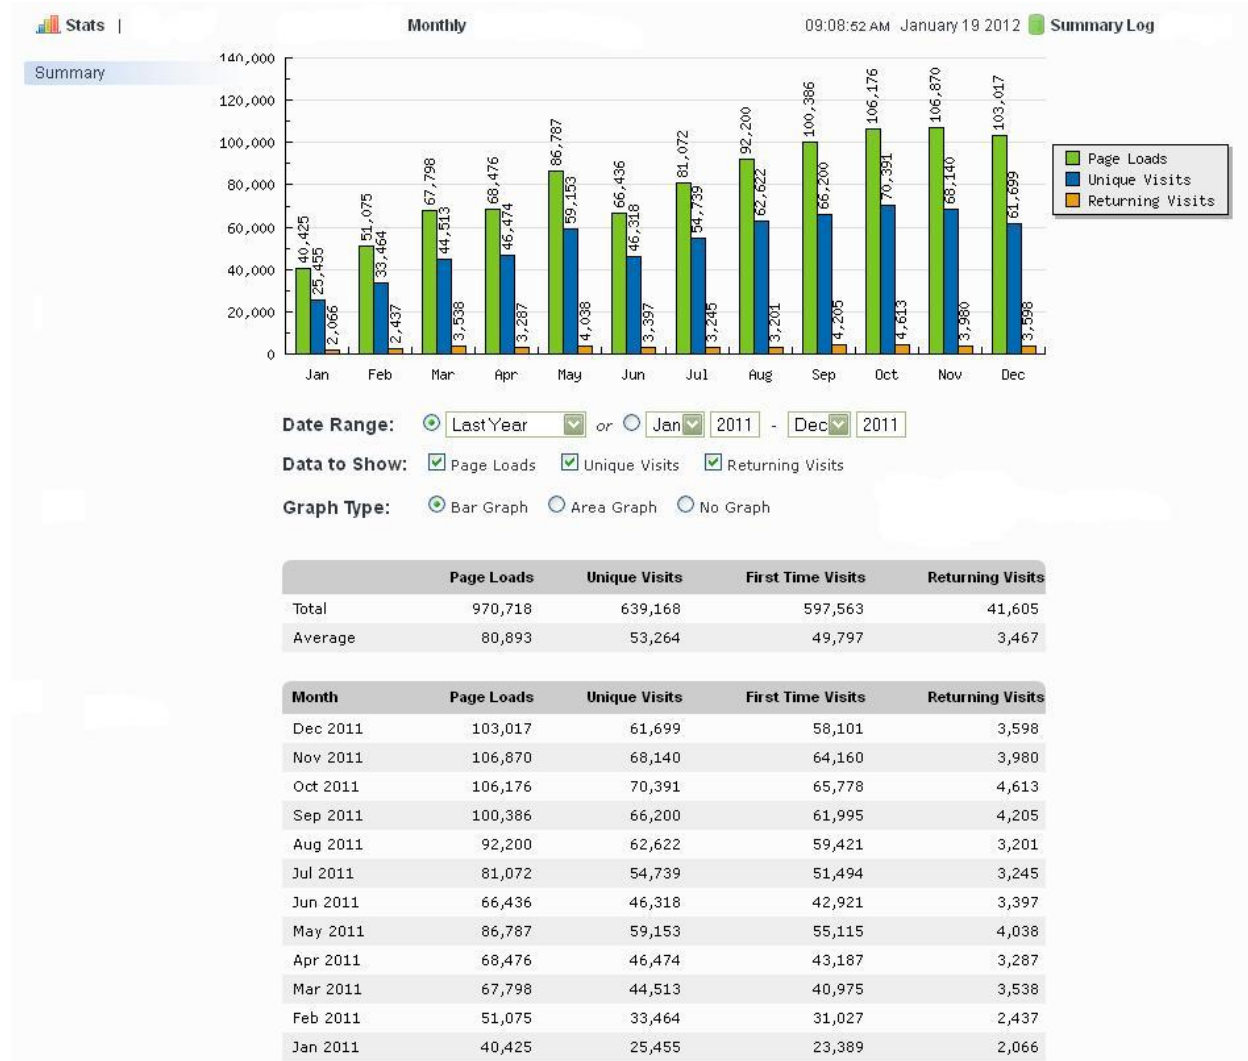 Stats |
Monthly
09:08:52 AM January 19 2012
Summary Log
Summary
140,000
120,000
100,000
80,000
60,000
40,000
20,000
0
40,425
25,455
2,066
51,075
33,464
2,437
67,798
44,513
3,538
68,476
46,474
3,287
86,787
59,153
4,038
66,436
46,318
3,397
81,072
54,739
3,245
92,200
62,622
3,201
100,386
66,200
4,205
106,176
70,391
4,613
106,870
68,140
3,980
103,017
61,699
3,598
Jan Feb Mar Apr May Jun Jul Aug Sep Oct Nov Dec
Page Loads
Unique Visits
Returning Visits
Date Range: Last Year or Jan 2011 - Dec 2011
Data to Show: Page Loads Unique Visits Returning Visits
Graph Type: Bar Graph Area Graph No Graph
Page Loads Unique Visits First Time Visits Returning Visits
Total 970,718 639,168 597,563 41,605
Average 80,893 53,264 49,797 3,467
Month Page Loads Unique Visits First Time Visits Returning Visits
Dec 2011 103,017 61,699 58,101 3,598
Nov 2011 106,870 68,140 64,160 3,980
Oct 2011 106,176 70,391 65,778 4,613
Sep 2011 100,386 66,200 61,995 4,205
Aug 2011 92,200 62,622 59,421 3,201
Jul 2011 81,072 54,739 51,494 3,245
Jun 2011 66,436 46,318 42,921 3,397
May 2011 86,787 59,153 55,115 4,038
Apr 2011 68,476 46,474 43,187 3,287
Mar 2011 67,798 44,513 40,975 3,538
Feb 2011 51,075 33,464 31,027 2,437
Jan 2011 40,425 25,455 23,389 2,066